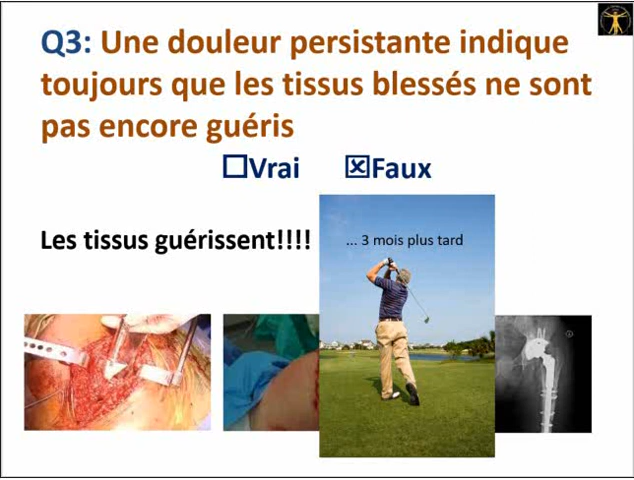 Q3: Une douleur persistante indique
toujours que les tissus blessés ne sont
pas encore guéris
☐Vrai ☒Faux
Les tissus guérissent!!!!
... 3 mois plus tard